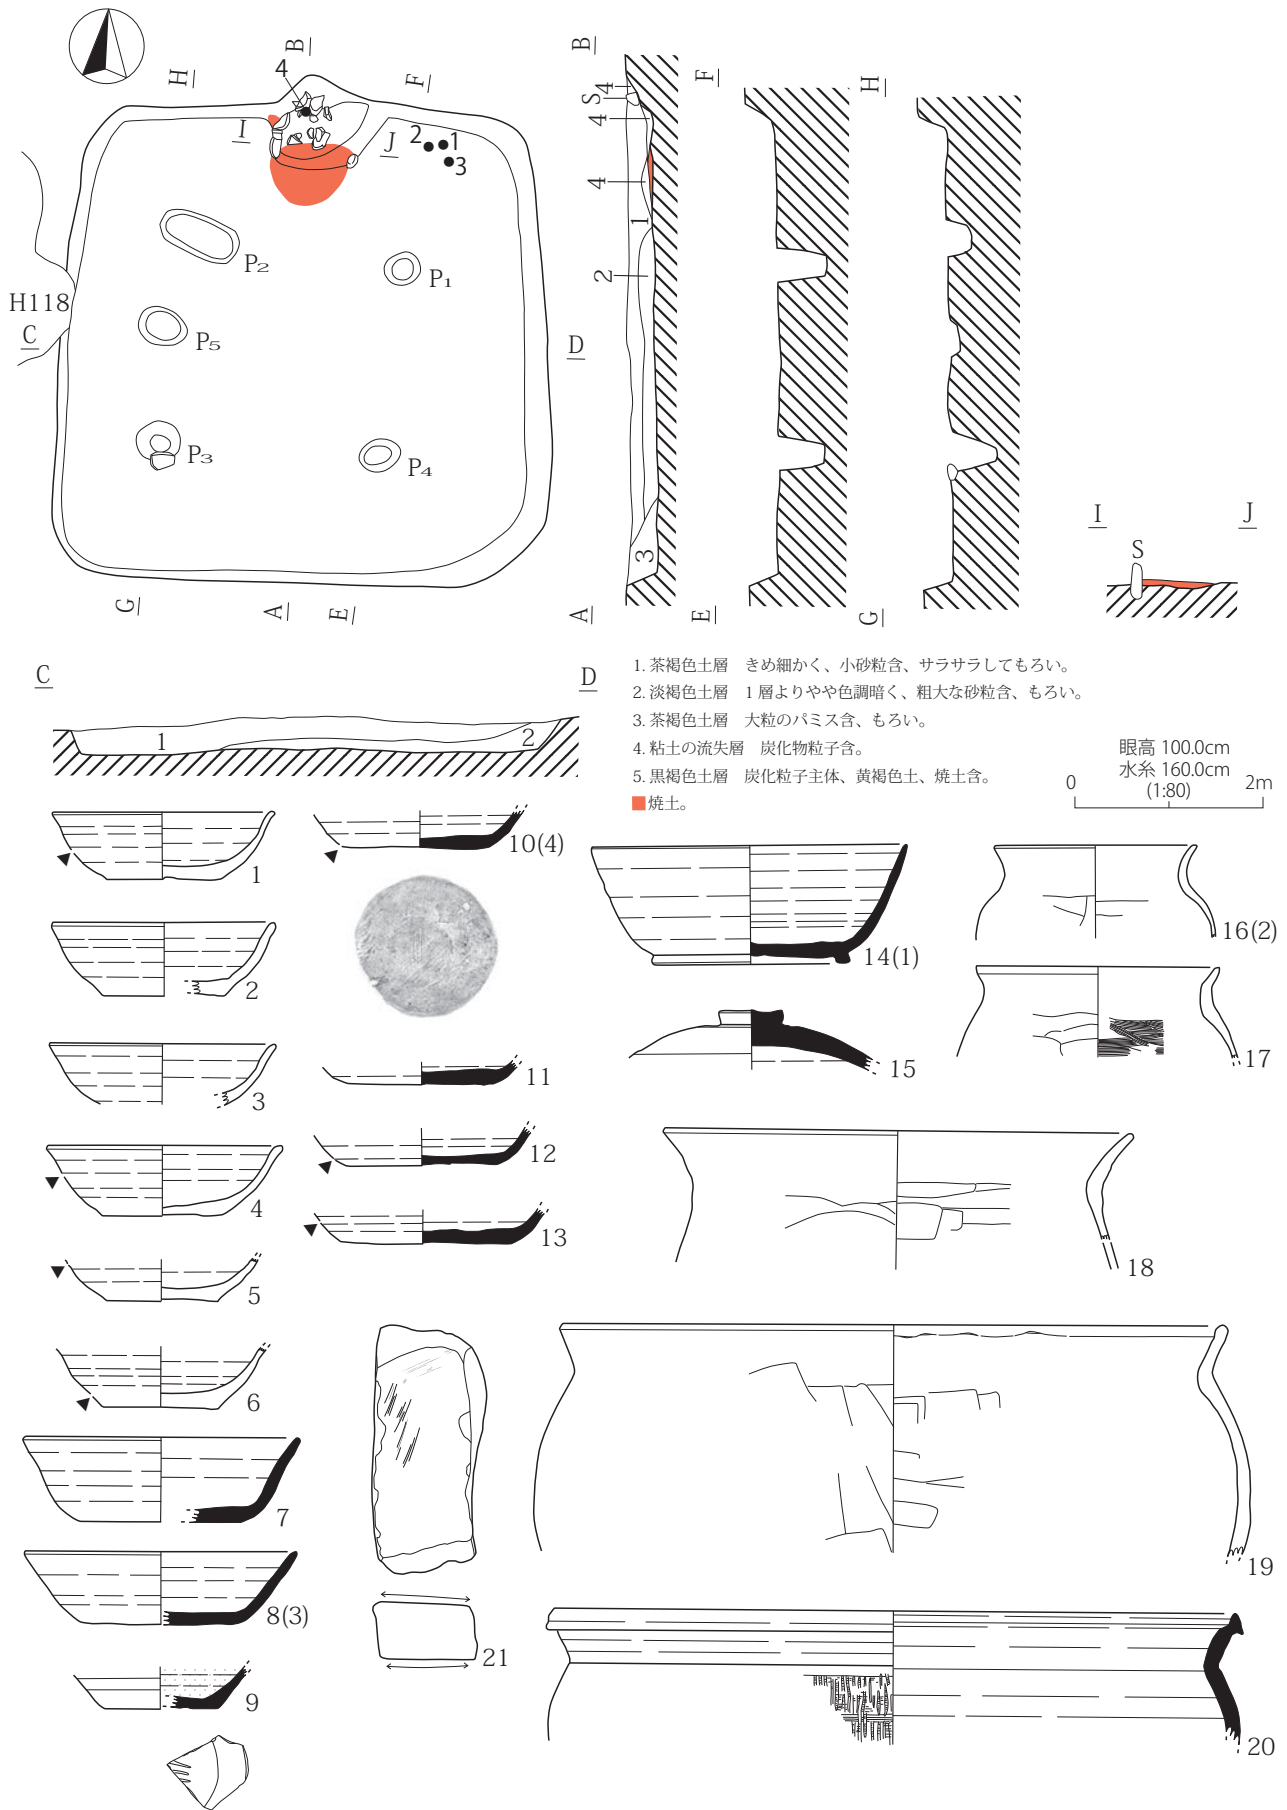 B
H
F
4
I
J
2
1
3
P2
P1
H118
P5
C
D
P3
P4
G
A
E
B
4
S
4
4
1
2
3
A
F
E
H
G
I
J
S
C
D
1
2
1. 茶褐色土層 きめ細かく、小砂粒含、サラサラしてもろい。
2. 淡褐色土層 1層よりやや色調暗く、粗大な砂粒含、もろい。
3. 茶褐色土層 大粒のパミス含、もろい。
4. 粘土の流失層 炭化物粒子含。
5. 黒褐色土層 炭化粒子主体、黄褐色土、焼土含。
焼土。
眼高 100.0cm
水糸 160.0cm
0 (1:80) 2m
1
2
3
4
5
6
7
8(3)
9
10(4)
11
12
13
14(1)
15
16(2)
17
18
19
20
21